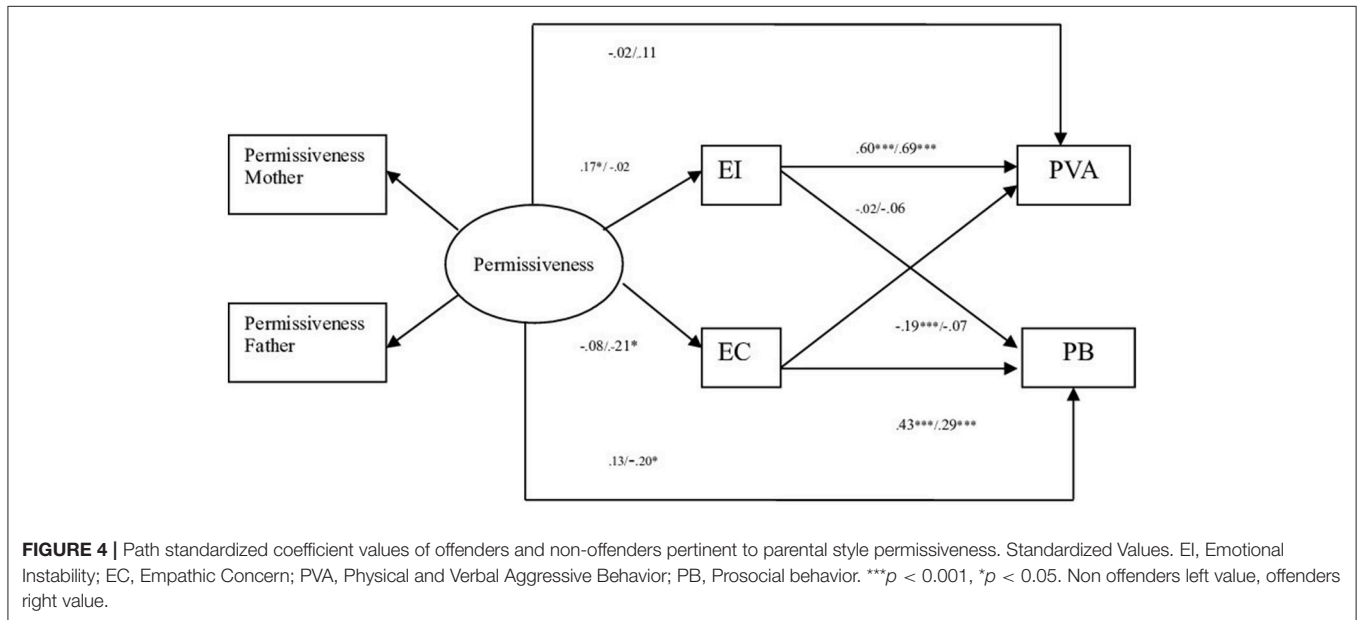 -.02/.11
Permissiveness
Mother
.17*/-.02
EI
.60***/.69***
PVA
-.02/-.06
Permissiveness
Permissiveness
Father
-.08/.-21*
EC
-.19***/-.07
PB
.43***/.29***
.13/-.20*
FIGURE 4 | Path standardized coefficient values of offenders and non-offenders pertinent to parental style permissiveness. Standardized Values. EI, Emotional
Instability; EC, Empathic Concern; PVA, Physical and Verbal Aggressive Behavior; PB, Prosocial behavior. ***p < 0.001, *p < 0.05. Non offenders left value, offenders
right value.